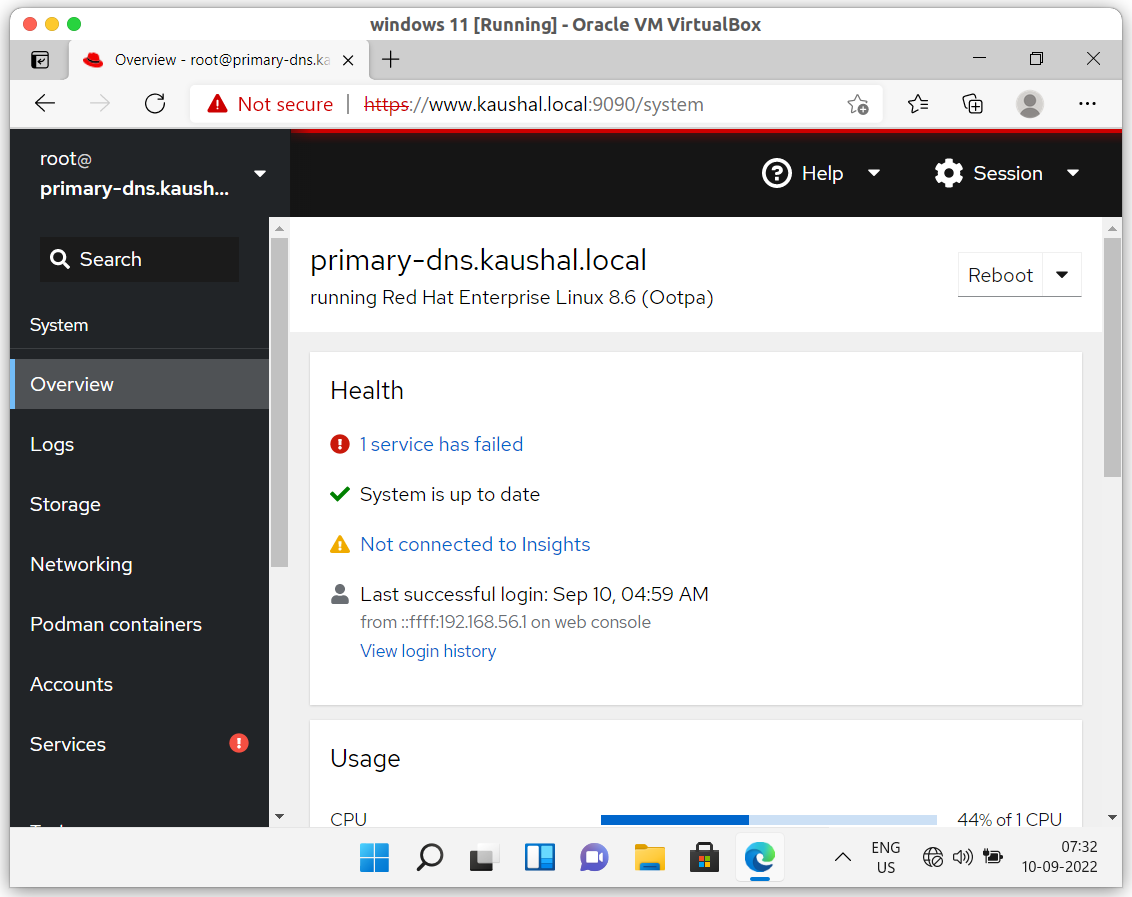 windows 11 [Running] - Oracle VM VirtualBox
Overview - root@primary-dns.ka
Not secure | https://www.kaushal.local:9090/system
root@
primary-dns.kaush...
Help
Session
Search
System
Overview
Logs
Storage
Networking
Podman containers
Accounts
Services
primary-dns.kaushal.local
running Red Hat Enterprise Linux 8.6 (Ootpa)
Reboot
Health
1 service has failed
System is up to date
Not connected to Insights
Last successful login: Sep 10, 04:59 AM
from ::ffff:192.168.56.1 on web console
View login history
Usage
CPU
44% of 1 CPU
ENG
US
07:32
10-09-2022